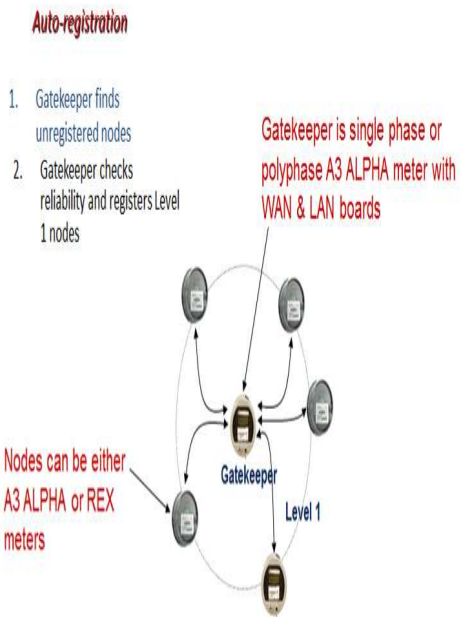 Auto-registration
1. Gatekeeper finds
unregistered nodes
2. Gatekeeper checks
reliability and registers Level
1 nodes
Gatekeeper is single phase or
polyphase A3 ALPHA meter with
WAN & LAN boards
Nodes can be either
A3 ALPHA or REX
meters
Gatekeeper
Level 1